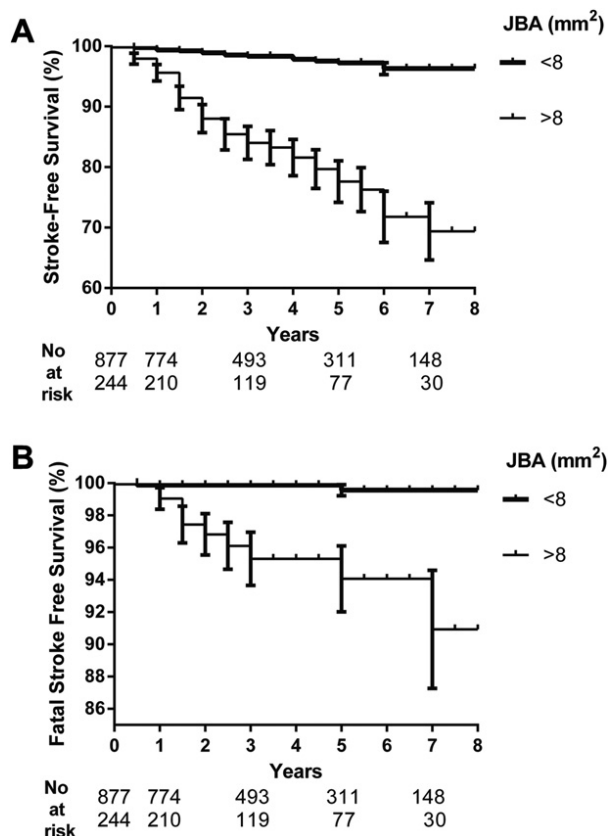 A
JBA (mm²)
<8
>8
Stroke-Free Survival (%)
100
90
80
70
60
0 1 2 3 4 5 6 7 8
Years
No at risk
877 774 493 311 148
244 210 119 77 30
B
JBA (mm²)
<8
>8
Fatal Stroke Free Survival (%)
100
98
96
94
92
90
88
86
0 1 2 3 4 5 6 7 8
Years
No at risk
877 774 493 311 148
244 210 119 77 30